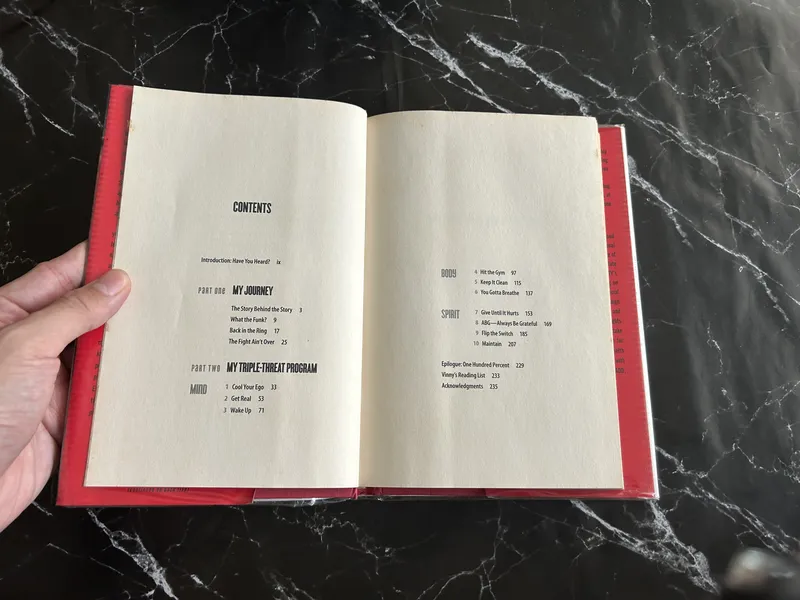 CONTENTS
Introduction: Have You Heard? ix
PART ONE MY JOURNEY
The Story Behind the Story 3
What the Funk? 9
Back in the Ring 17
The Fight Ain't Over 25
PART TWO MY TRIPLE-THREAT PROGRAM
MIND 1 Cool Your Ego 33
2 Get Real 53
3 Wake Up 71
BODY 4 Hit the Gym 97
5 Keep It Clean 115
6 You Gotta Breathe 137
SPIRIT 7 Give Until It Hurts 153
8 ABG—Always Be Grateful 169
9 Flip the Switch 185
10 Maintain 207
Epilogue: One Hundred Percent 229
Vinny's Reading List 233
Acknowledgments 235